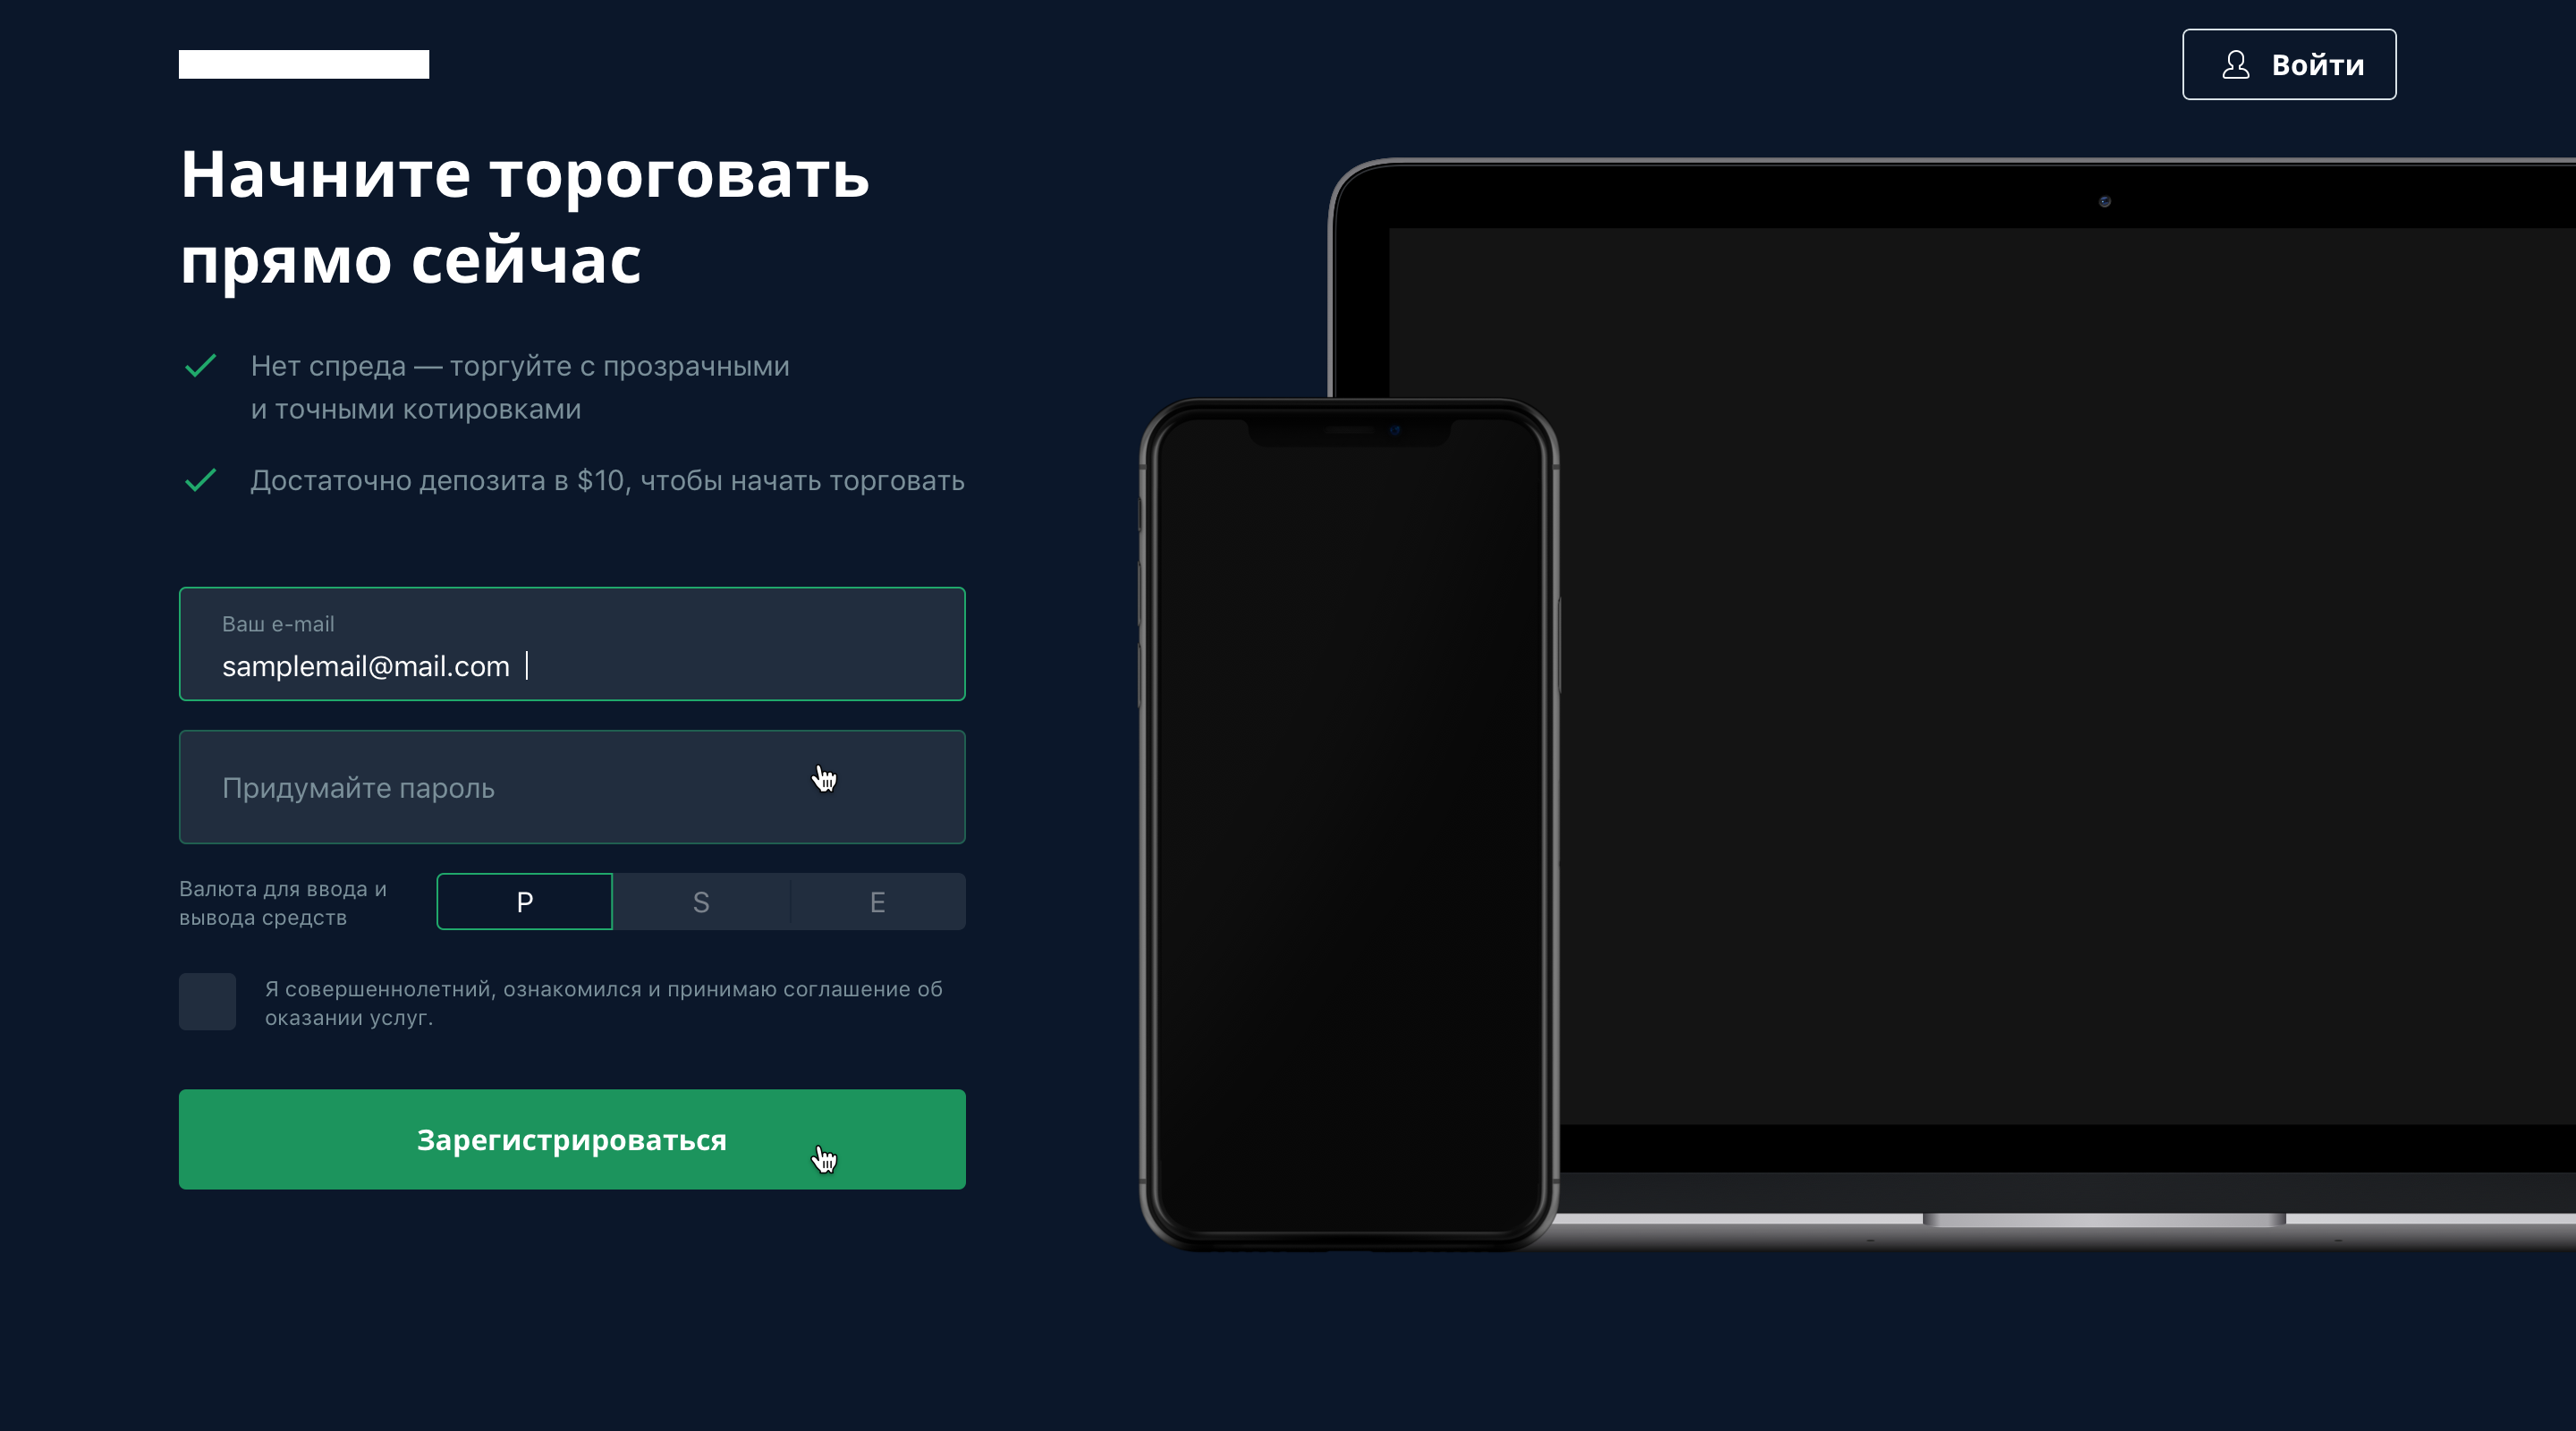 Войти
Начните тороговать
прямо сейчас
Нет спреда — торгуйте с прозрачными
и точными котировками
Достаточно депозита в $10, чтобы начать торговать
Ваш e-mail
samplemail@mail.com
Придумайте пароль
Валюта для ввода и
вывода средств
P S E
Я совершеннолетний, ознакомился и принимаю соглашение об
оказании услуг.
Зарегистрироваться